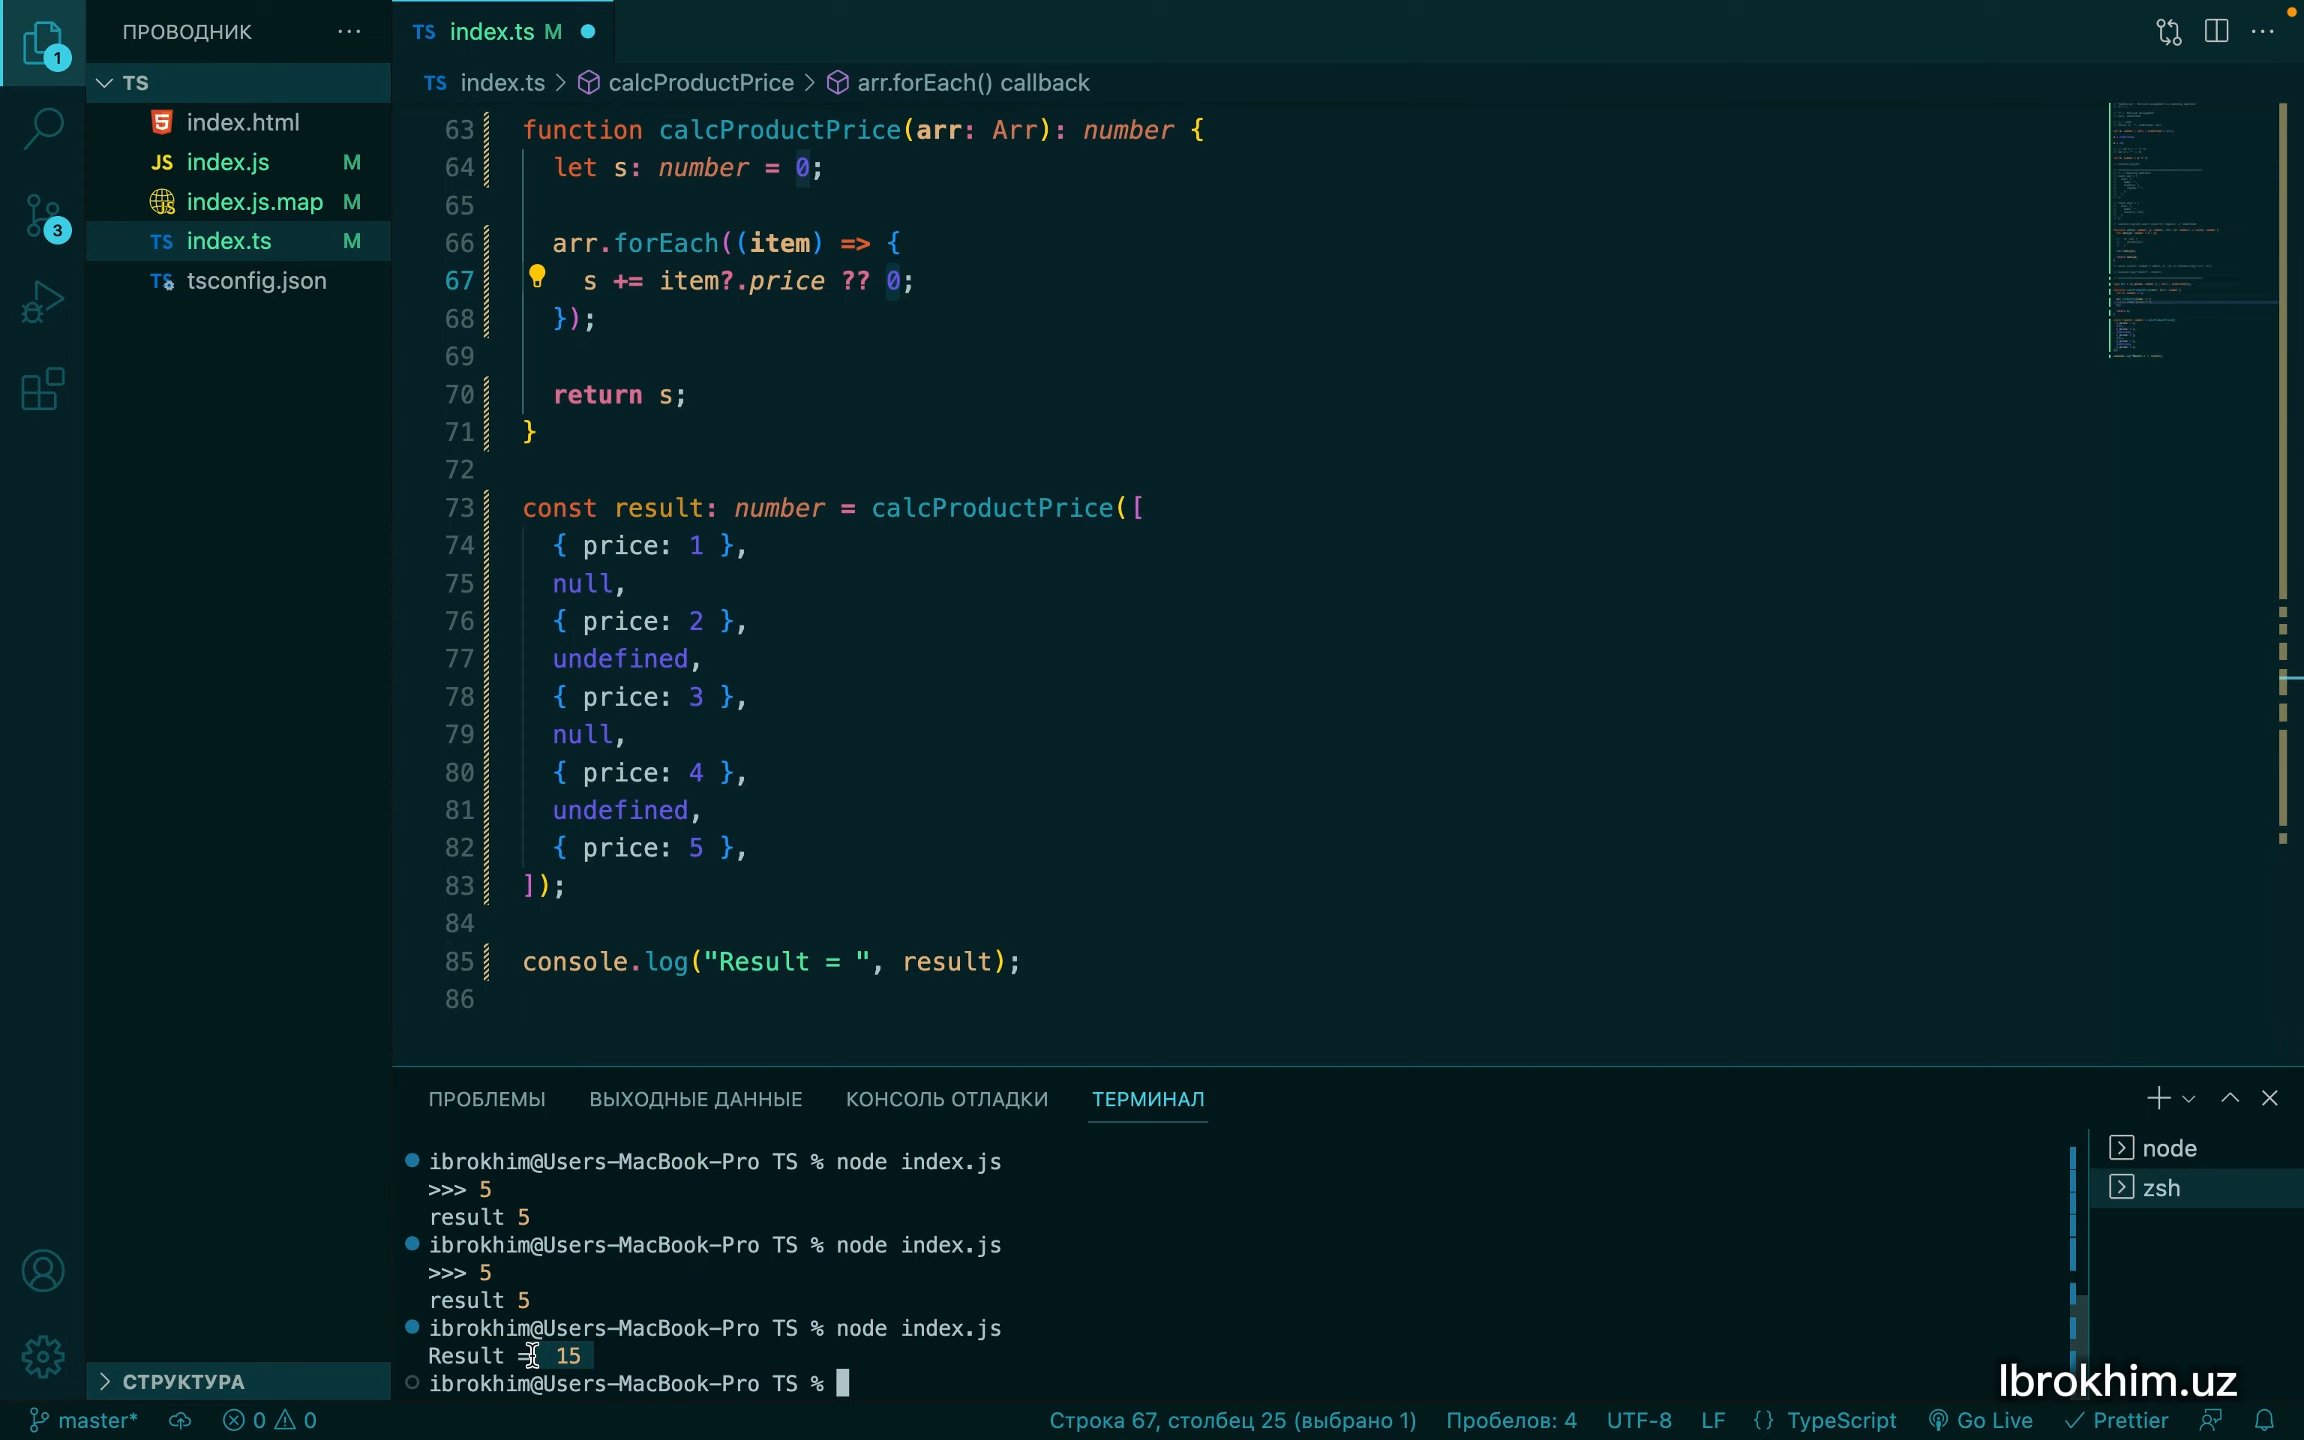 1
3
ПРОВОДНИК ...
TS
index.html
JS index.js M
index.js.map M
TS index.ts M
TS tsconfig.json
СТРУКТУРА
TS index.ts M
TS index.ts > calcProductPrice > arr.forEach() callback
63 function calcProductPrice(arr: Arr): number {
64 let s: number = 0;
65
66 arr.forEach((item) => {
67 s += item?.price ?? 0;
68 });
69
70 return s;
71 }
72
73 const result: number = calcProductPrice([
74 { price: 1 },
75 null,
76 { price: 2 },
77 undefined,
78 { price: 3 },
79 null,
80 { price: 4 },
81 undefined,
82 { price: 5 },
83 ]);
84
85 console.log("Result = ", result);
86
ПРОБЛЕМЫ ВЫХОДНЫЕ ДАННЫЕ КОНСОЛЬ ОТЛАДКИ ТЕРМИНАЛ
ibrokhim@Users-MacBook-Pro TS % node index.js
>>> 5
result 5
ibrokhim@Users-MacBook-Pro TS % node index.js
>>> 5
result 5
ibrokhim@Users-MacBook-Pro TS % node index.js
Result = 15
ibrokhim@Users-MacBook-Pro TS %
node
zsh
Ibrokhim.uz
master* 0 0 Строка 67, столбец 25 (выбрано 1) Пробелов: 4 UTF-8 LF {} TypeScript Go Live Prettier